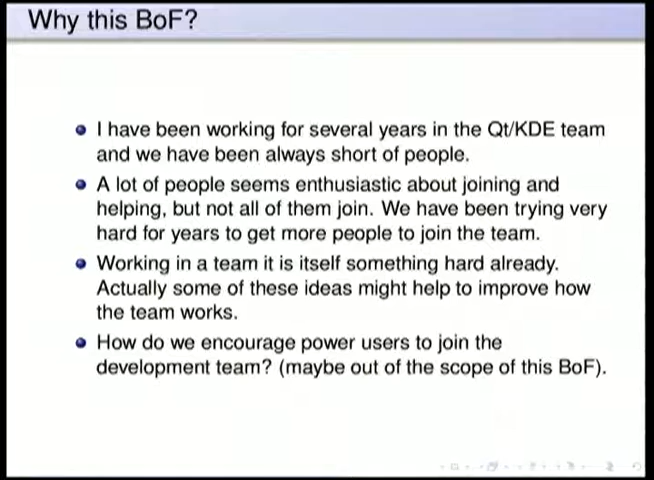 Why this BoF?
I have been working for several years in the Qt/KDE team
and we have been always short of people.
A lot of people seems enthusiastic about joining and
helping, but not all of them join. We have been trying very
hard for years to get more people to join the team.
Working in a team it is itself something hard already.
Actually some of these ideas might help to improve how
the team works.
How do we encourage power users to join the
development team? (maybe out of the scope of this BoF).